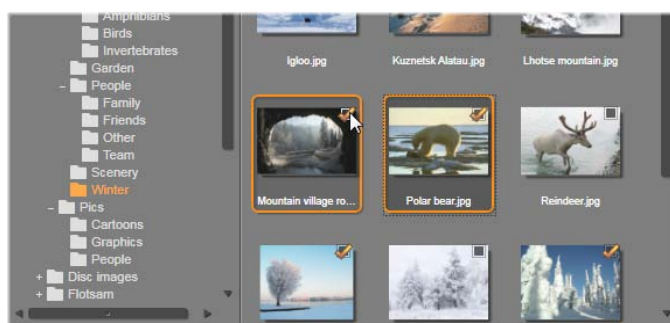 Amphibians
Birds
Invertebrates
Garden
People
Family
Friends
Other
Team
Scenery
Winter
Pics
Cartoons
Graphics
People
Disc images
Flotsam
Igloo.jpg
Kuznetsk Alatau.jpg
Lhotse mountain.jpg
Mountain village ro...
Polar bear.jpg
Reindeer.jpg